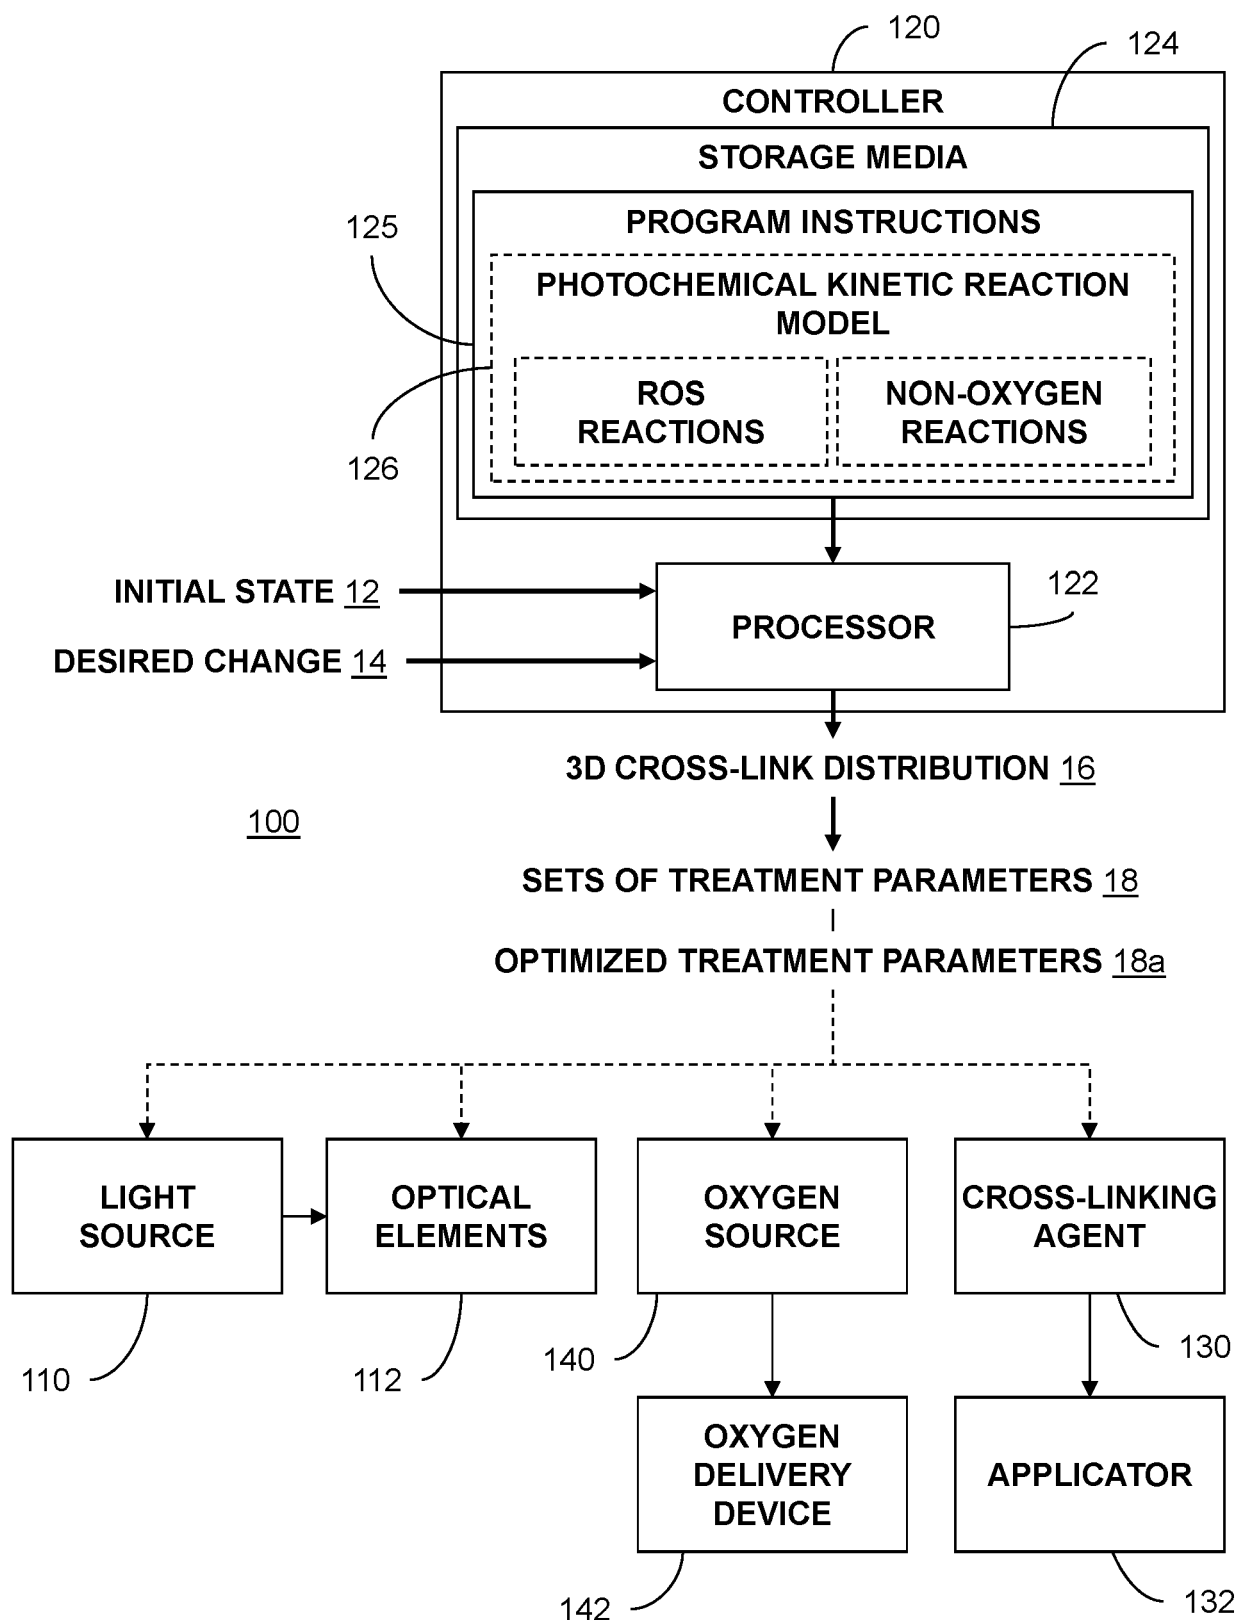 120
124
CONTROLLER
STORAGE MEDIA
125
PROGRAM INSTRUCTIONS
PHOTOCHEMICAL KINETIC REACTION
MODEL
ROS
REACTIONS
NON-OXYGEN
REACTIONS
126
INITIAL STATE 12
122
PROCESSOR
DESIRED CHANGE 14
3D CROSS-LINK DISTRIBUTION 16
100
SETS OF TREATMENT PARAMETERS 18
OPTIMIZED TREATMENT PARAMETERS 18a
LIGHT
SOURCE
OPTICAL
ELEMENTS
OXYGEN
SOURCE
CROSS-LINKING
AGENT
110
112
140
130
OXYGEN
DELIVERY
DEVICE
APPLICATOR
142
132